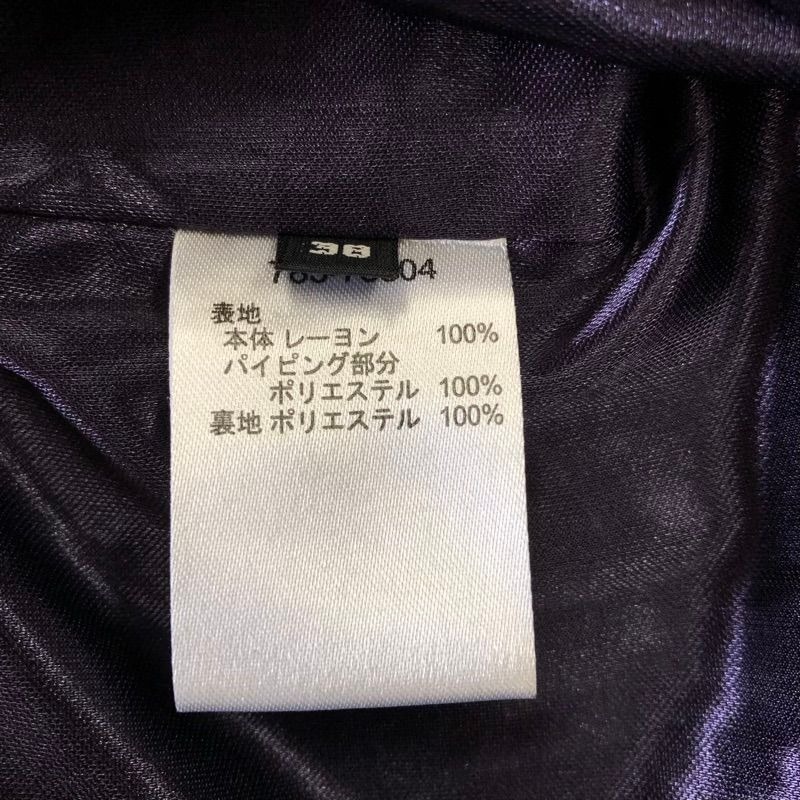 38
表地
本体 レーヨン 100%
パイピング部分
ポリエステル 100%
裏地 ポリエステル 100%